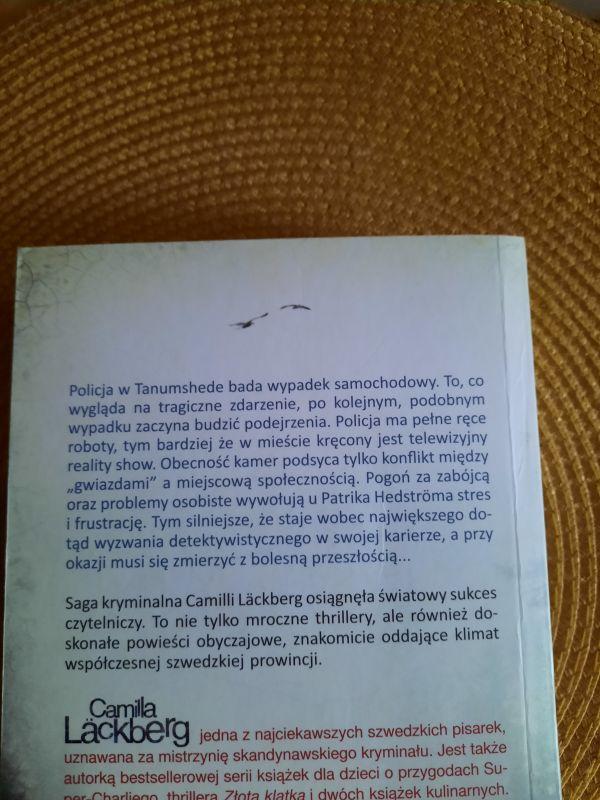 Policja w Tanumshede bada wypadek samochodowy. To, co
wygląda na tragiczne zdarzenie, po kolejnym, podobnym
wypadku zaczyna budzić podejrzenia. Policja ma pełne ręce
roboty, tym bardziej że w mieście kręcony jest telewizyjny
reality show. Obecność kamer podsyca tylko konflikt między
„gwiazdami” a miejscową społecznością. Pogoń za zabójcą
oraz problemy osobiste wywołują u Patrika Hedströma stres
i frustrację. Tym silniejsze, że staje wobec największego do-
tąd wyzwania detektywistycznego w swojej karierze, a przy
okazji musi się zmierzyć z bolesną przeszłością...
Saga kryminalna Camilli Läckberg osiągnęła światowy sukces
czytelniczy. To nie tylko mroczne thrillery, ale również do-
skonałe powieści obyczajowe, znakomicie oddające klimat
współczesnej szwedzkiej prowincji.
Camilla
Läckberg jedna z najciekawszych szwedzkich pisarek,
uznawana za mistrzynię skandynawskiego kryminału. Jest także
autorką bestsellerowej serii książek dla dzieci o przygodach Su-
per-Charliego, thrillera Złota klatka i dwóch książek kulinarnych.